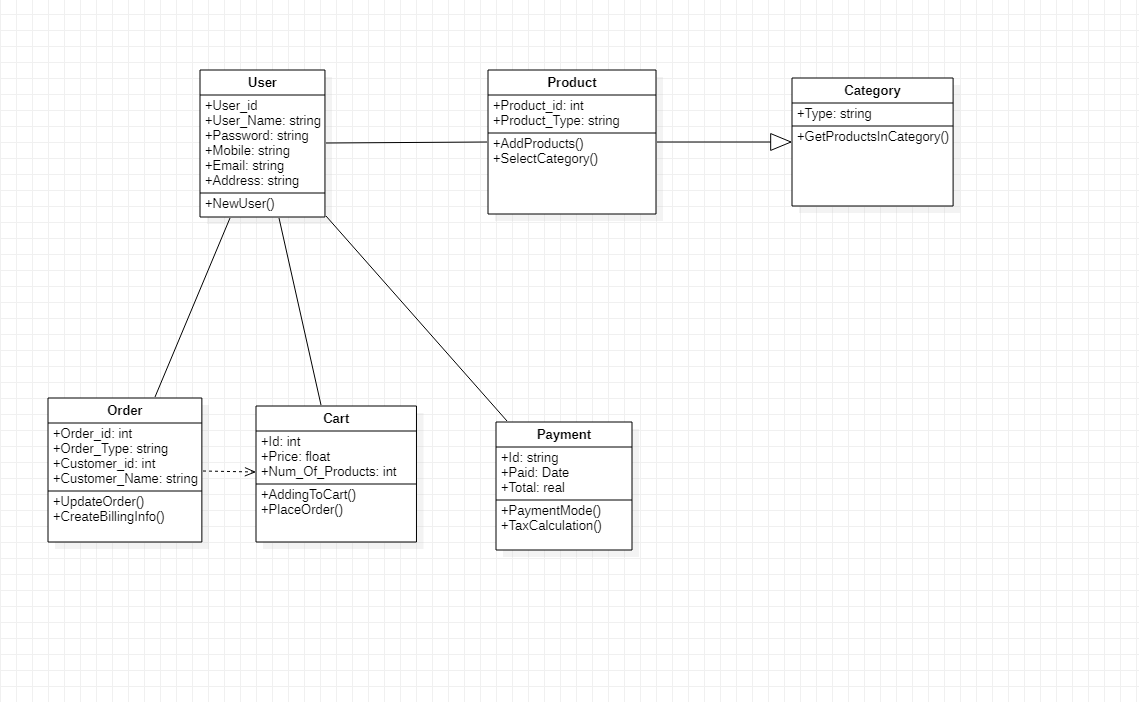 User
+User_id
+User_Name: string
+Password: string
+Mobile: string
+Email: string
+Address: string
+NewUser()
Product
+Product_id: int
+Product_Type: string
+AddProducts()
+SelectCategory()
Category
+Type: string
+GetProductsInCategory()
Order
+Order_id: int
+Order_Type: string
+Customer_id: int
+Customer_Name: string
+UpdateOrder()
+CreateBillingInfo()
Cart
+Id: int
+Price: float
+Num_Of_Products: int
+AddingToCart()
+PlaceOrder()
Payment
+Id: string
+Paid: Date
+Total: real
+PaymentMode()
+TaxCalculation()